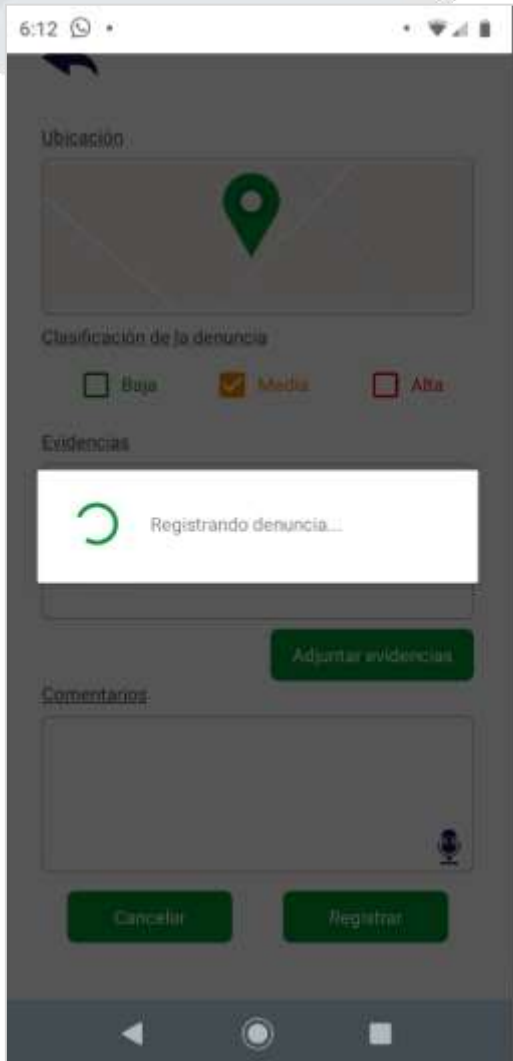 6:12
Ubicación
Clasificación de la denuncia
Baja Media Alta
Evidencias
Registrando denuncia...
Adjuntar evidencias
Comentarios
Cancelar Registrar